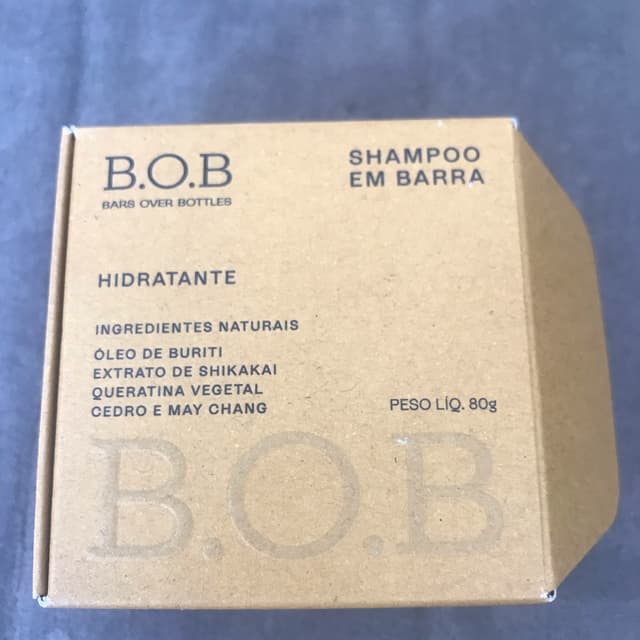 B.O.B
BARS OVER BOTTLES
SHAMPOO
EM BARRA
HIDRATANTE
INGREDIENTES NATURAIS
ÓLEO DE BURITI
EXTRATO DE SHIKAKAI
QUERATINA VEGETAL
CEDRO E MAY CHANG
PESO LÍQ. 80g
B.O.B